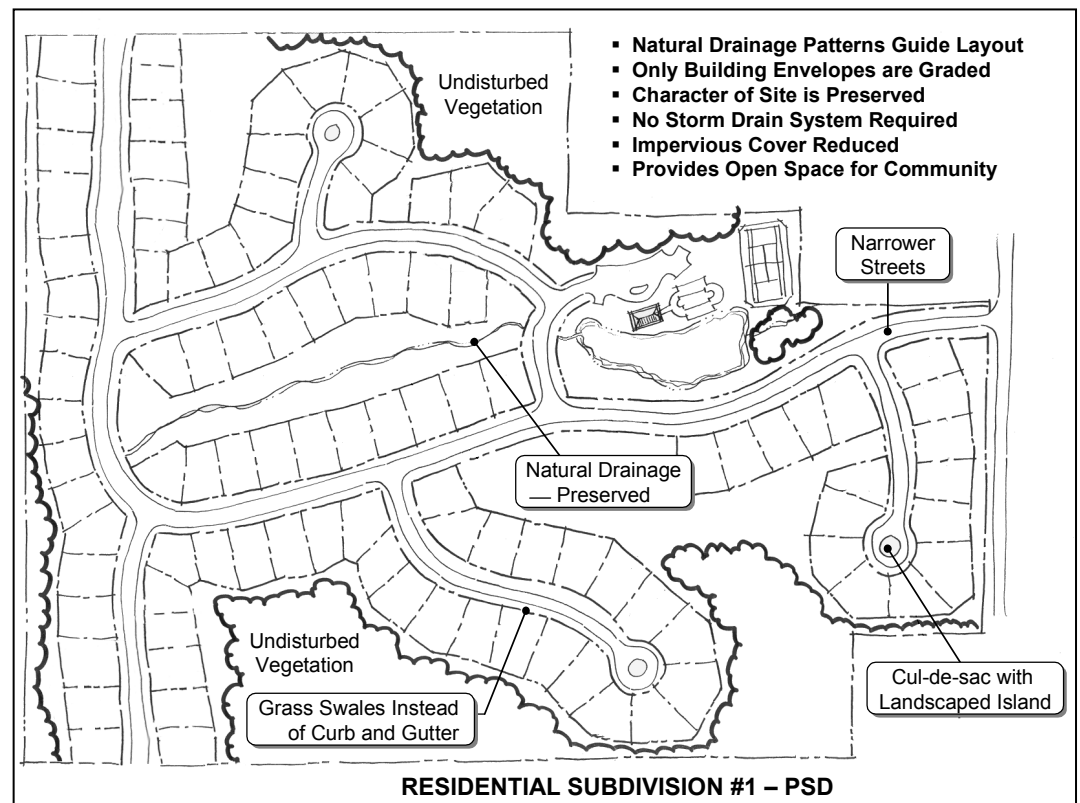 ▪ Natural Drainage Patterns Guide Layout
▪ Only Building Envelopes are Graded
▪ Character of Site is Preserved
▪ No Storm Drain System Required
▪ Impervious Cover Reduced
▪ Provides Open Space for Community
Undisturbed
Vegetation
Narrower
Streets
Natural Drainage
Preserved
Undisturbed
Vegetation
Grass Swales Instead
of Curb and Gutter
Cul-de-sac with
Landscaped Island
RESIDENTIAL SUBDIVISION #1 – PSD